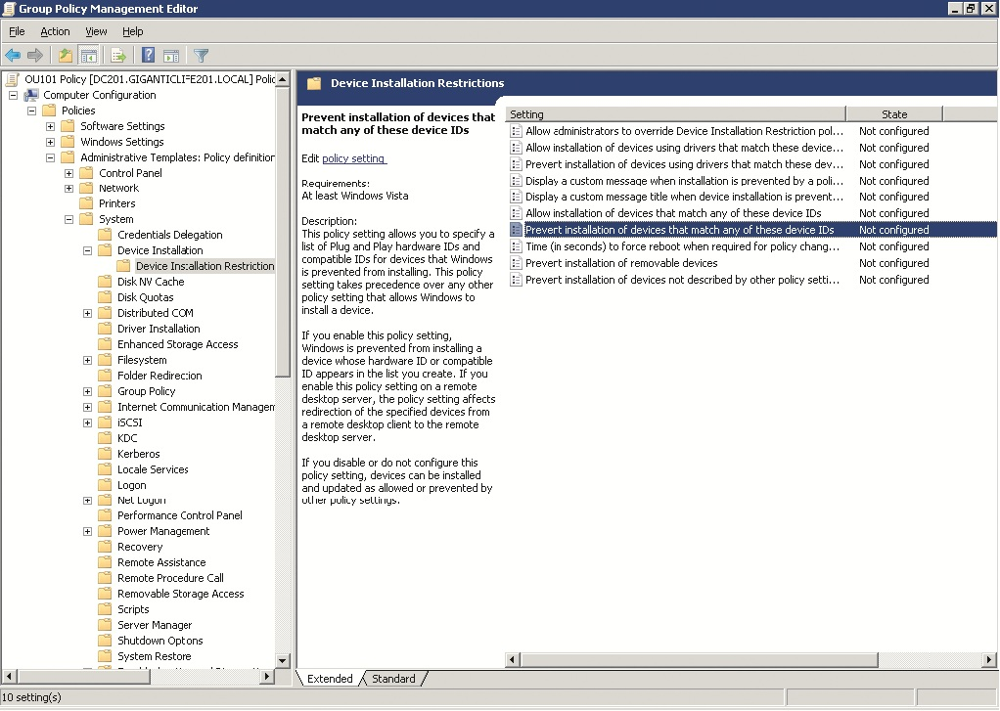 Group Policy Management Editor
File Action View Help
OU101 Policy [DC201.GIGANTICLIFE201.LOCAL] Polic
Computer Configuration
Policies
Software Settings
Windows Settings
Administrative Templates: Policy definition
Control Panel
Network
Printers
System
Credentials Delegation
Device Installation
Device Installation Restriction
Disk NV Cache
Disk Quotas
Distributed COM
Driver Installation
Enhanced Storage Access
Filesystem
Folder Redirection
Group Policy
Internet Communication Managem
iSCSI
KDC
Kerberos
Locale Services
Logon
Net Logon
Performance Control Panel
Power Management
Recovery
Remote Assistance
Remote Procedure Call
Removable Storage Access
Scripts
Server Manager
Shutdown Options
System Restore
Device Installation Restrictions
Prevent installation of devices that
match any of these device IDs
Edit policy setting
Requirements:
At least Windows Vista
Description:
This policy setting allows you to specify a
list of Plug and Play hardware IDs and
compatible IDs for devices that Windows
is prevented from installing. This policy
setting takes precedence over any other
policy setting that allows Windows to
install a device.
If you enable this policy setting,
Windows is prevented from installing a
device whose hardware ID or compatible
ID appears in the list you create. If you
enable this policy setting on a remote
desktop server, the policy setting affects
redirection of the specified devices from
a remote desktop client to the remote
desktop server.
If you disable or do not configure this
policy setting, devices can be installed
and updated as allowed or prevented by
other policy settings.
Setting State
Allow administrators to override Device Installation Restriction pol... Not configured
Allow installation of devices using drivers that match these device... Not configured
Prevent installation of devices using drivers that match these dev... Not configured
Display a custom message when installation is prevented by a poli... Not configured
Display a custom message title when device installation is prevent... Not configured
Allow installation of devices that match any of these device IDs Not configured
Prevent installation of devices that match any of these device IDs Not configured
Time (in seconds) to force reboot when required for policy chang... Not configured
Prevent installation of removable devices Not configured
Prevent installation of devices not described by other policy setti... Not configured
Extended Standard
10 setting(s)